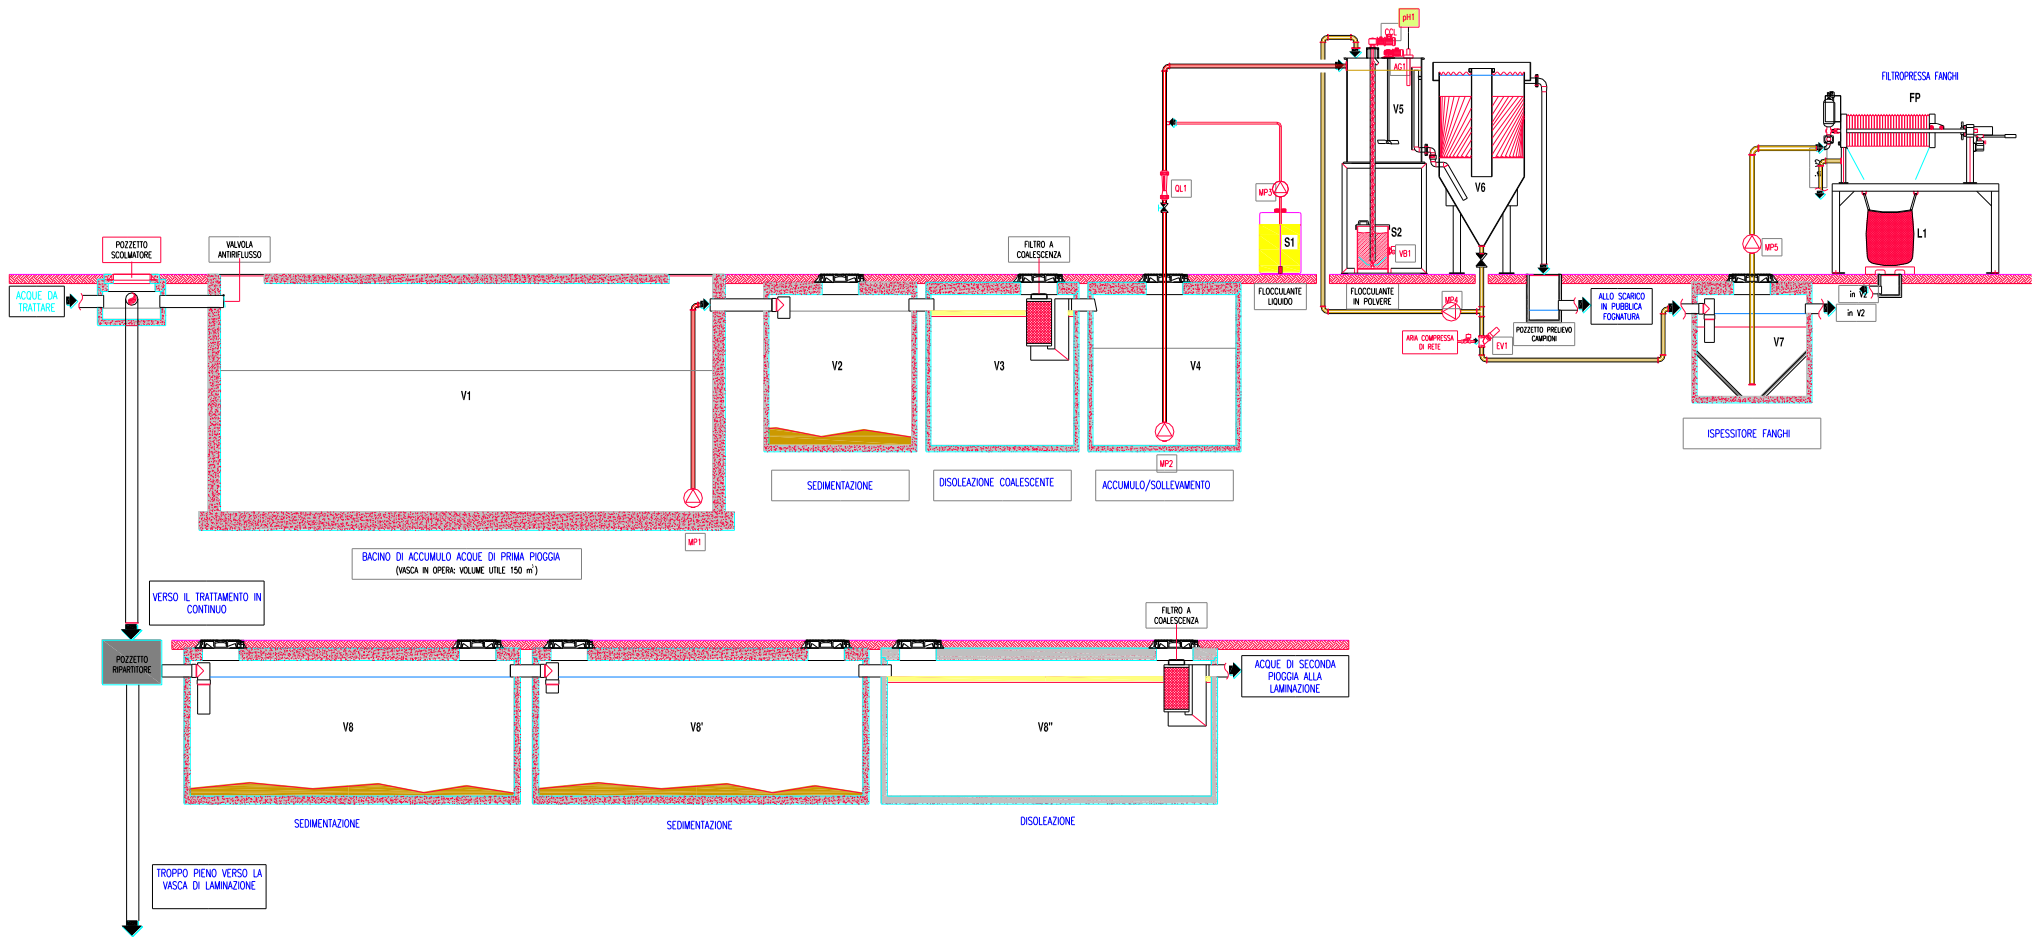 pH1
AG1
V5
V6
FILTROPRESSA FANGHI
FP
QL1
MP3
S1
S2
VB1
L1
MP5
POZZETTO
SCOLMATORE
VALVOLA
ANTIRIFLUSSO
FILTRO A
COALESCENZA
ACQUE DA
TRATTARE
FLOCCULANTE
LIQUIDO
FLOCCULANTE
IN POLVERE
MP4
ALLO SCARICO
IN PUBBLICA
FOGNATURA
POZZETTO PRELIEVO
CAMPIONI
ARIA COMPRESSA
DI RETE
EV1
in V2
in V2
V7
V1
V2
V3
V4
MP2
MP1
ISPESSITORE FANGHI
SEDIMENTAZIONE
DISOLEAZIONE COALESCENTE
ACCUMULO/SOLLEVAMENTO
BACINO DI ACCUMULO ACQUE DI PRIMA PIOGGIA
(VASCA IN OPERA: VOLUME UTILE 150 m³)
VERSO IL TRATTAMENTO IN
CONTINUO
FILTRO A
COALESCENZA
POZZETTO
RIPARTITORE
ACQUE DI SECONDA
PIOGGIA ALLA
LAMINAZIONE
V8
V8'
V8"
SEDIMENTAZIONE
SEDIMENTAZIONE
DISOLEAZIONE
TROPPO PIENO VERSO LA
VASCA DI LAMINAZIONE